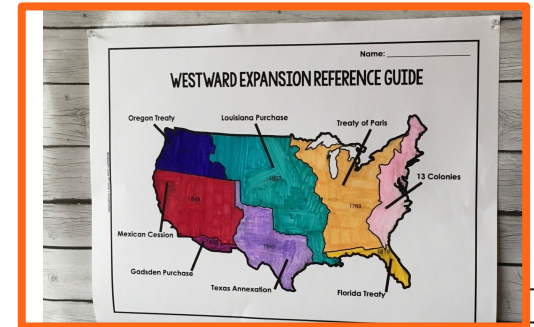 Name:
WESTWARD EXPANSION REFERENCE GUIDE
Oregon Treaty
Louisiana Purchase
Treaty of Paris
13 Colonies
Mexican Cession
Gadsden Purchase
Texas Annexation
Florida Treaty